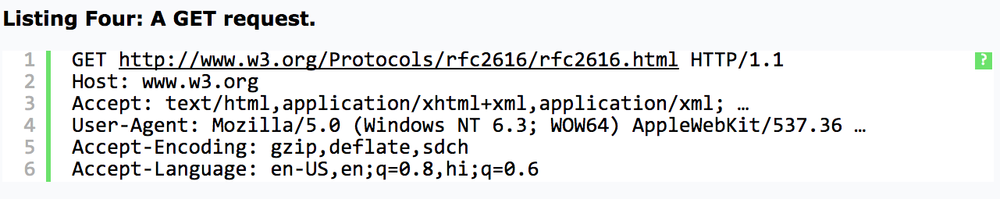 Listing Four: A GET request.
1 GET http://www.w3.org/Protocols/rfc2616/rfc2616.html HTTP/1.1 ?
2 Host: www.w3.org
3 Accept: text/html,application/xhtml+xml,application/xml; …
4 User-Agent: Mozilla/5.0 (Windows NT 6.3; WOW64) AppleWebKit/537.36 …
5 Accept-Encoding: gzip,deflate,sdch
6 Accept-Language: en-US,en;q=0.8,hi;q=0.6